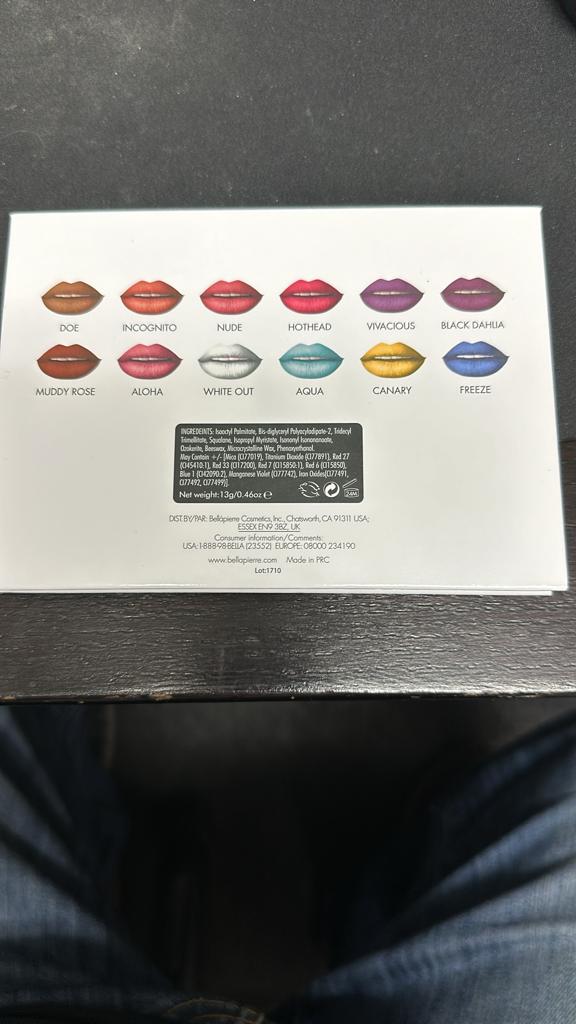 DOE INCOGNITO NUDE HOTHEAD VIVACIOUS BLACK DAHLIA
MUDDY ROSE ALOHA WHITE OUT AQUA CANARY FREEZE
INGREDEINTS: Isooctyl Palmitate, Bis-diglyceryl Polyacyladipate-2, Tridecyl
Trimellitate, Squalane, Isopropyl Myristate, Isononyl Isononanoate,
Ozokerite, Beeswax, Microcrystalline Wax, Phenoxyethanol.
May Contain +/- [Mica (CI77019), Titanium Dioxide (CI77891), Red 27
(CI45410:1), Red 33 (CI17200), Red 7 (CI15850:1), Red 6 (CI15850),
Blue 1 (CI42090:2), Manganese Violet (CI77742), Iron Oxides(CI77491,
CI77492, CI77499)].
Net weight:13g/0.46oz ℮ 24M
DIST.BY/PAR: Bellápierre Cosmetics, Inc., Chatsworth, CA 91311 USA;
ESSEX EN9 3BZ, UK
Consumer information/Comments:
USA:1-888-98-BELLA (23552) EUROPE: 08000 234190
www.bellapierre.com Made in PRC
Lot:1710